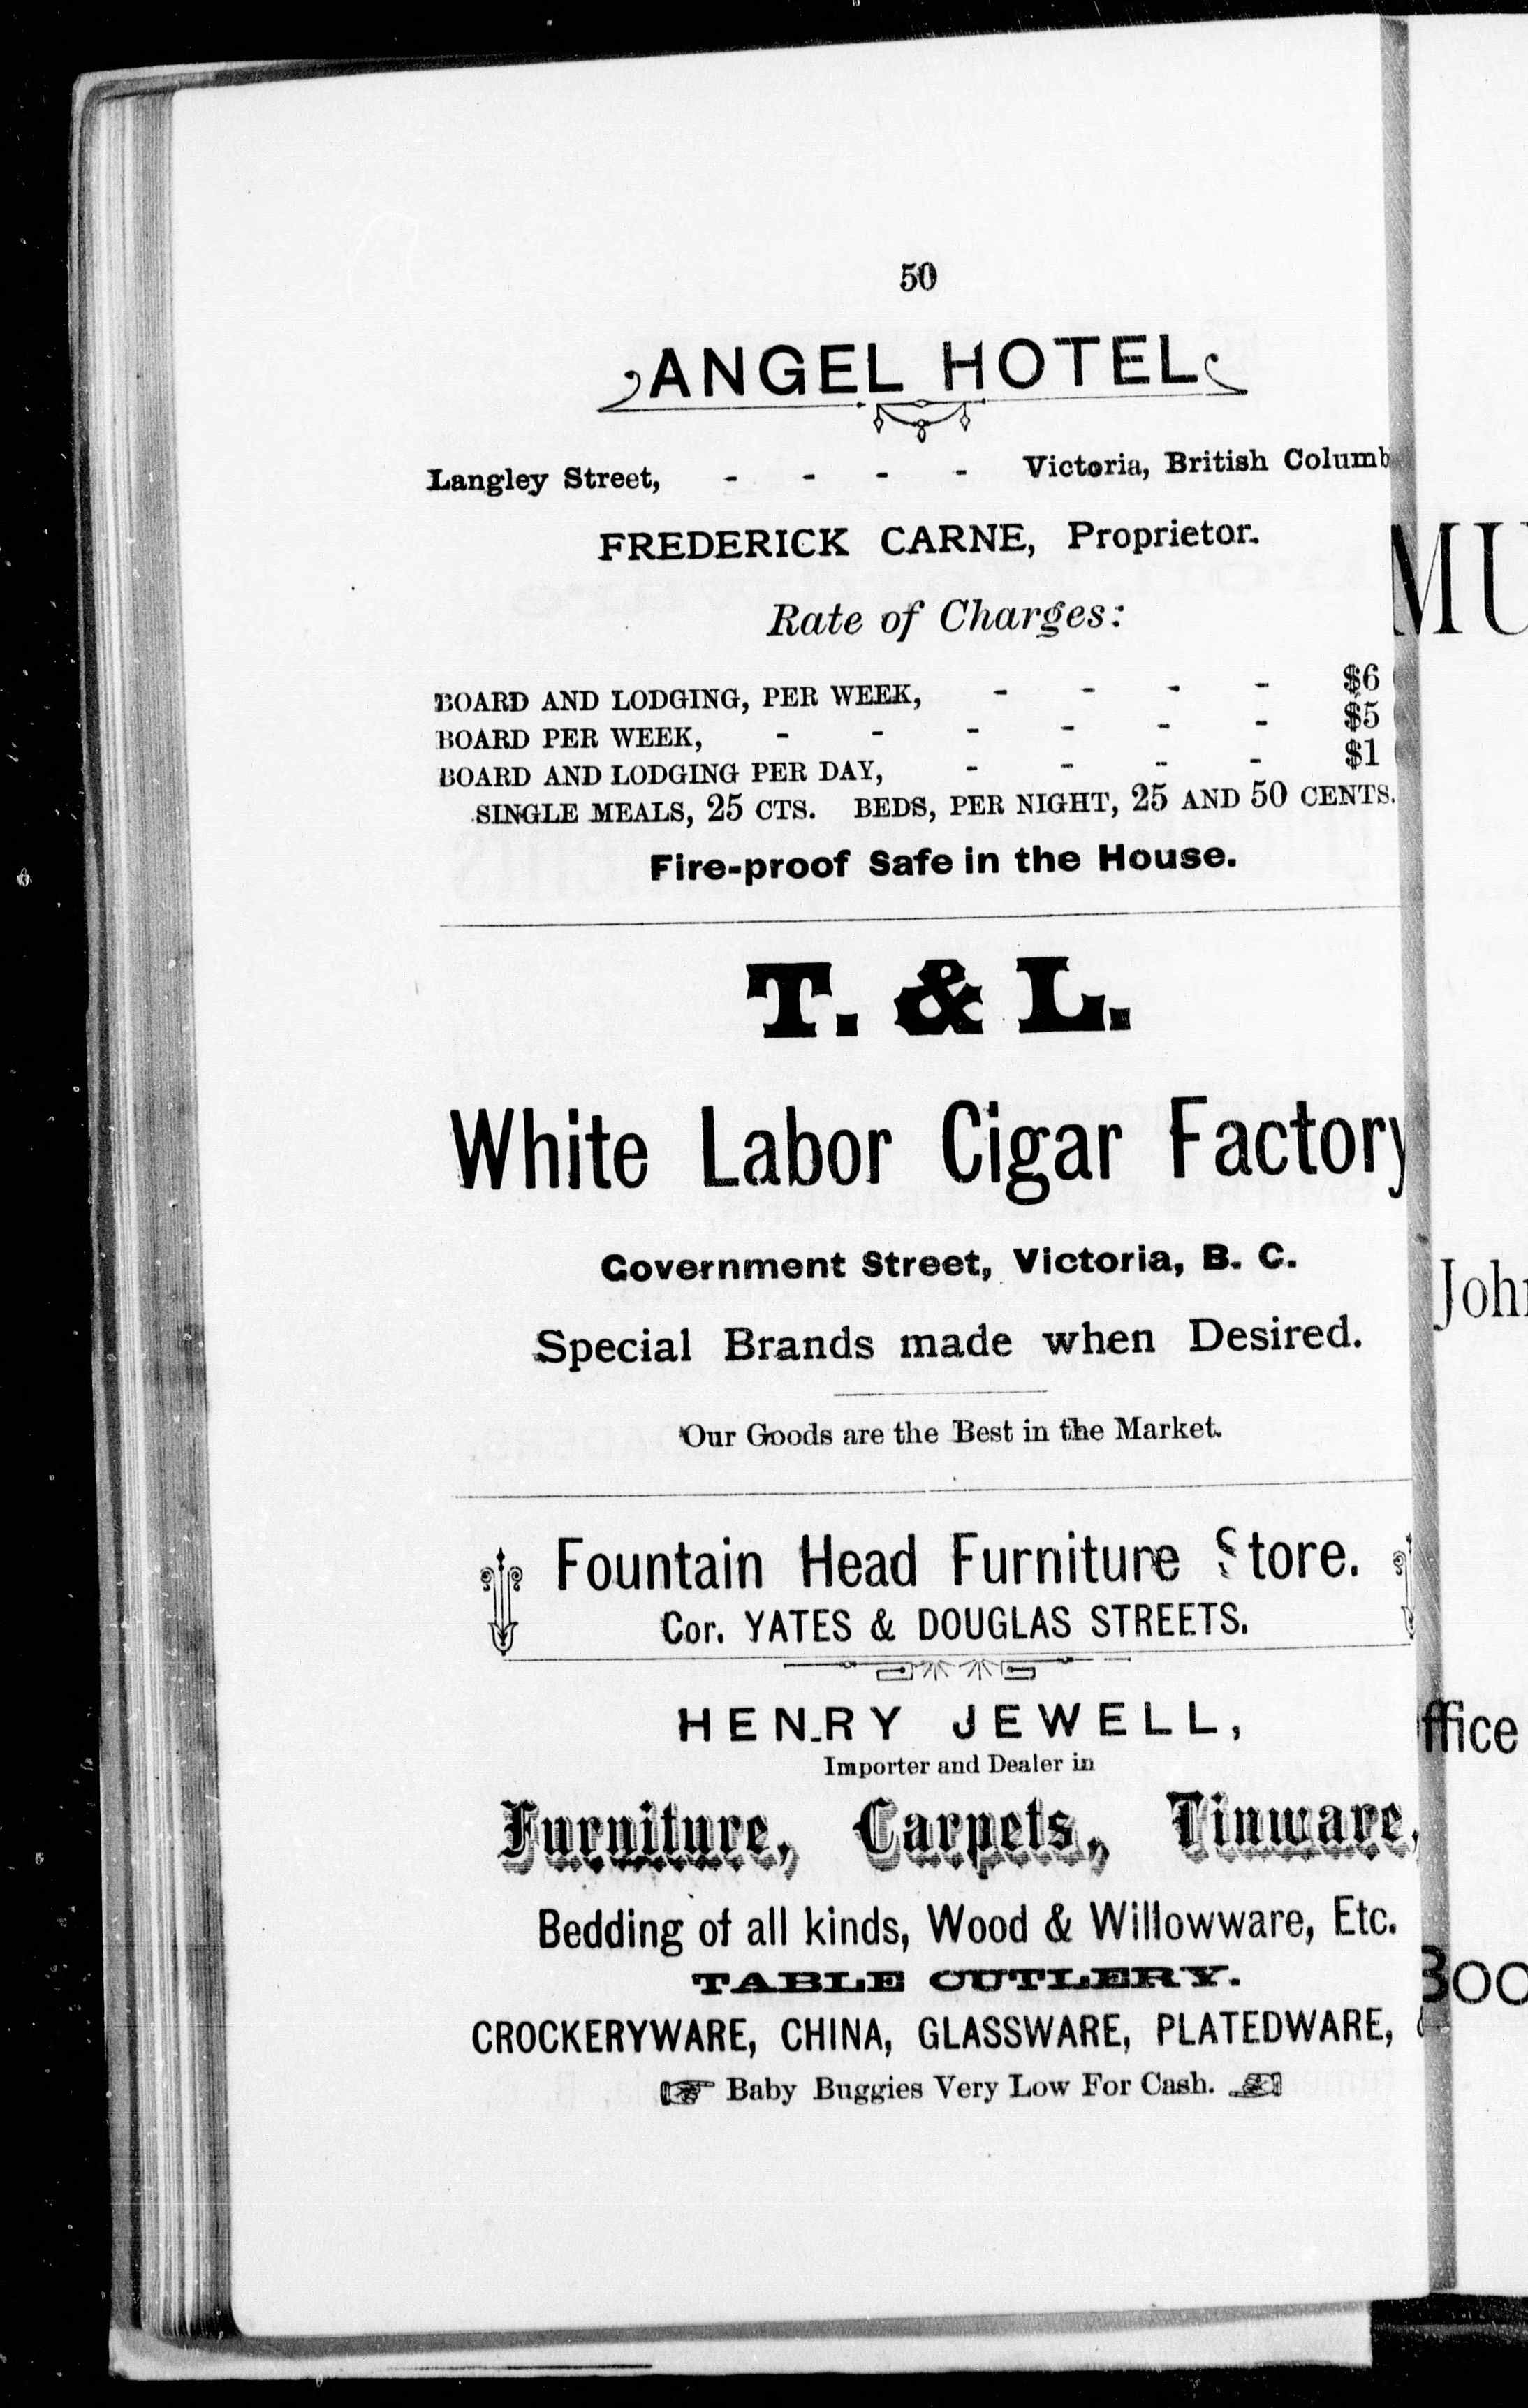 50
ANGEL HOTEL
Langley Street, - - - - Victoria, British Columb
FREDERICK CARNE, Proprietor.
Rate of Charges:
BOARD AND LODGING, PER WEEK, - - - - $6
BOARD PER WEEK, - - - - - - $5
BOARD AND LODGING PER DAY, - - - - $1
SINGLE MEALS, 25 CTS. BEDS, PER NIGHT, 25 AND 50 CENTS.
Fire-proof Safe in the House.
T. & L.
White Labor Cigar Factory
Government Street, Victoria, B. C.
Special Brands made when Desired.
Our Goods are the Best in the Market.
Fountain Head Furniture Store.
Cor. YATES & DOUGLAS STREETS.
HENRY JEWELL,
Importer and Dealer in
Furniture, Carpets, Tinware,
Bedding of all kinds, Wood & Willowware, Etc.
TABLE CUTLERY.
CROCKERYWARE, CHINA, GLASSWARE, PLATEDWARE,
☞ Baby Buggies Very Low For Cash. ☜
MU
John
ffice
Boo